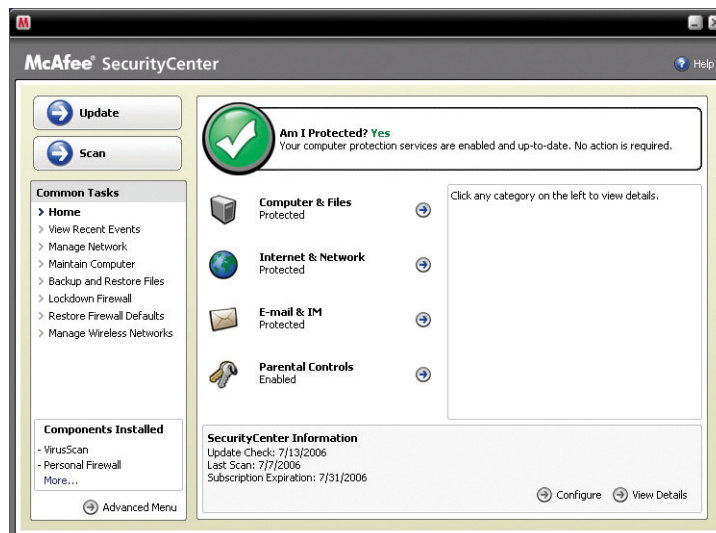 McAfee® SecurityCenter
Help
Update
Scan
Common Tasks
> Home
> View Recent Events
> Manage Network
> Maintain Computer
> Backup and Restore Files
> Lockdown Firewall
> Restore Firewall Defaults
> Manage Wireless Networks
Components Installed
- VirusScan
- Personal Firewall
More...
Advanced Menu
Am I Protected? Yes
Your computer protection services are enabled and up-to-date. No action is required.
Computer & Files
Protected
Internet & Network
Protected
E-mail & IM
Protected
Parental Controls
Enabled
Click any category on the left to view details.
SecurityCenter Information
Update Check: 7/13/2006
Last Scan: 7/7/2006
Subscription Expiration: 7/31/2006
Configure
View Details